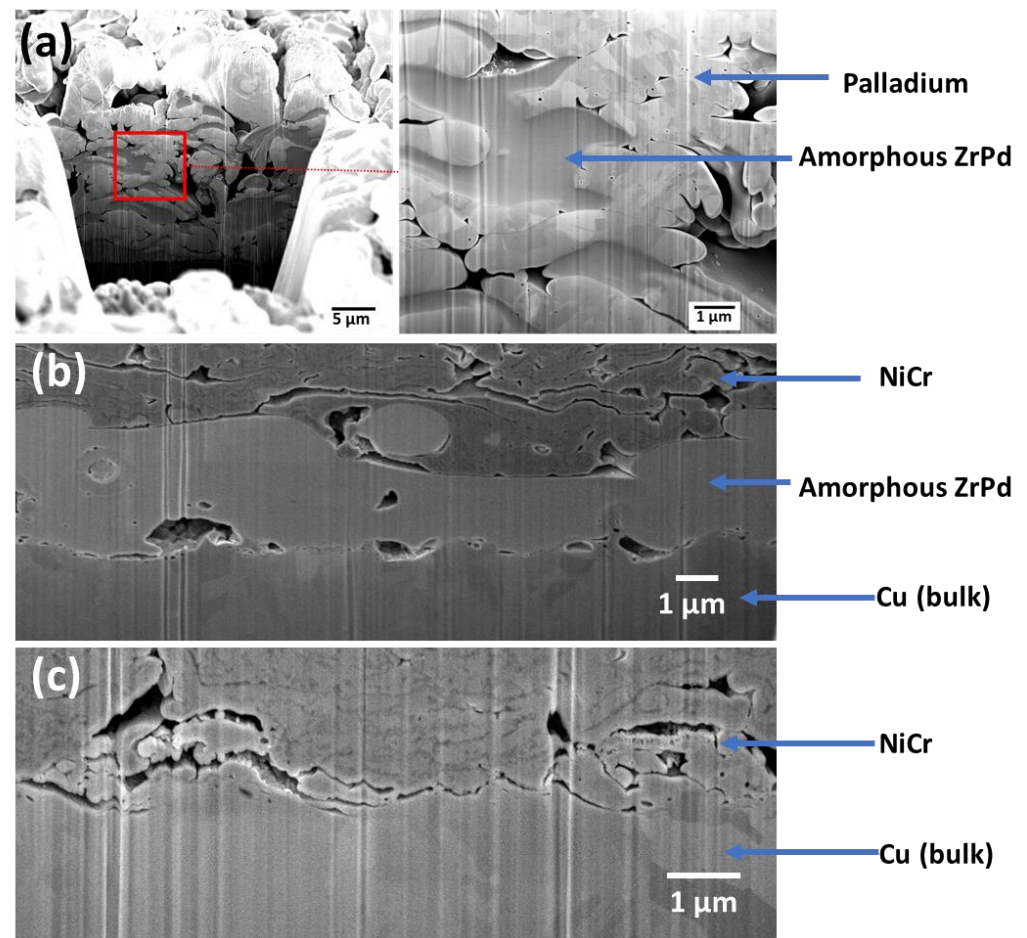 (a)
5 µm
1 µm
Palladium
Amorphous ZrPd
(b)
1 µm
NiCr
Amorphous ZrPd
Cu (bulk)
(c)
1 µm
NiCr
Cu (bulk)